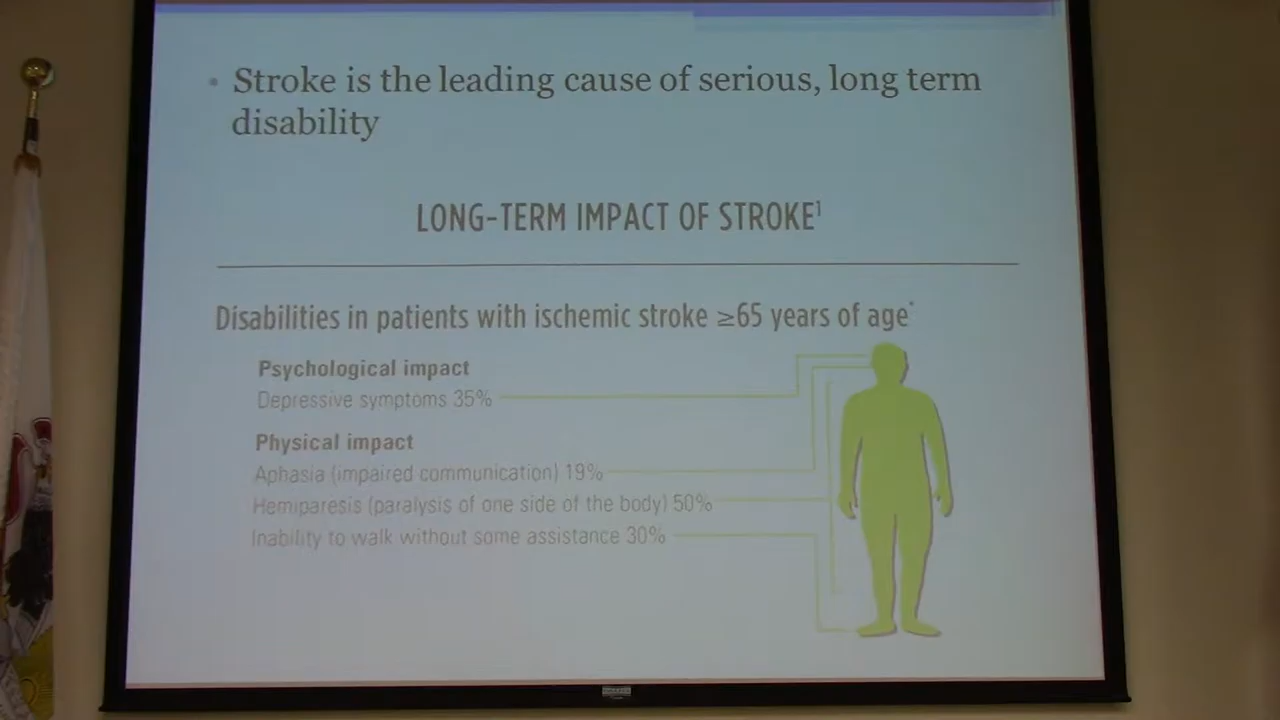 • Stroke is the leading cause of serious, long term
disability
LONG-TERM IMPACT OF STROKE¹
Disabilities in patients with ischemic stroke ≥65 years of age*
Psychological impact
Depressive symptoms 35%
Physical impact
Aphasia (impaired communication) 19%
Hemiparesis (paralysis of one side of the body) 50%
Inability to walk without some assistance 30%